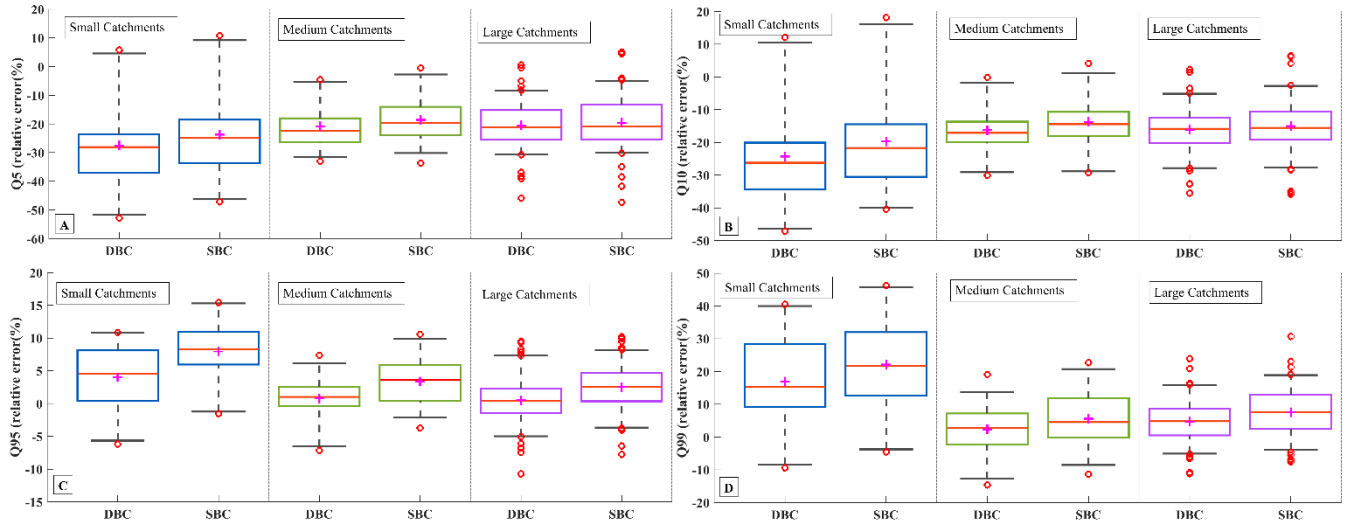 20
10
0
-10
-20
-30
-40
-50
-60
Q5 (relative error(%)
Small Catchments
Medium Catchments
Large Catchments
A
DBC SBC DBC SBC DBC SBC
20
10
0
-10
-20
-30
-40
-50
Q10 (relative error(%)
Small Catchments
Medium Catchments
Large Catchments
B
DBC SBC DBC SBC DBC SBC
20
15
10
5
0
-5
-10
-15
Q95 (relative error(%)
Small Catchments
Medium Catchments
Large Catchments
C
DBC SBC DBC SBC DBC SBC
50
40
30
20
10
0
-10
-20
Q99 (relative error(%)
Small Catchments
Medium Catchments
Large Catchments
D
DBC SBC DBC SBC DBC SBC